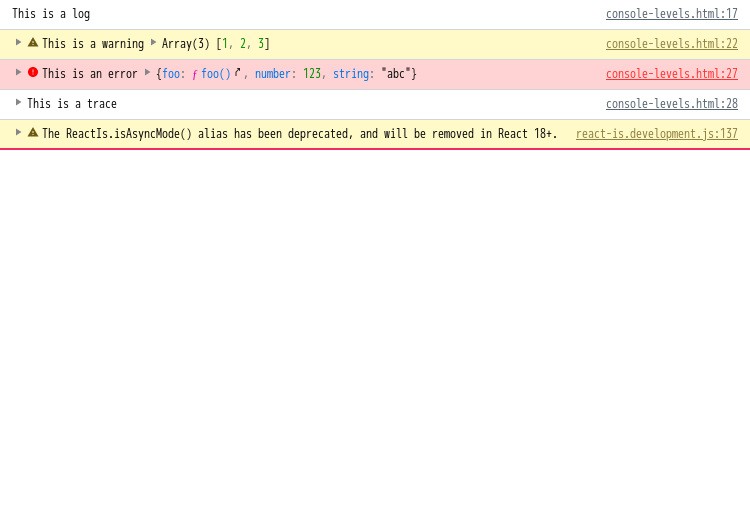 This is a log console-levels.html:17
This is a warning Array(3) [1, 2, 3] console-levels.html:22
This is an error {foo: ƒ foo(), number: 123, string: "abc"} console-levels.html:27
This is a trace console-levels.html:28
The ReactIs.isAsyncMode() alias has been deprecated, and will be removed in React 18+. react-is.development.js:137